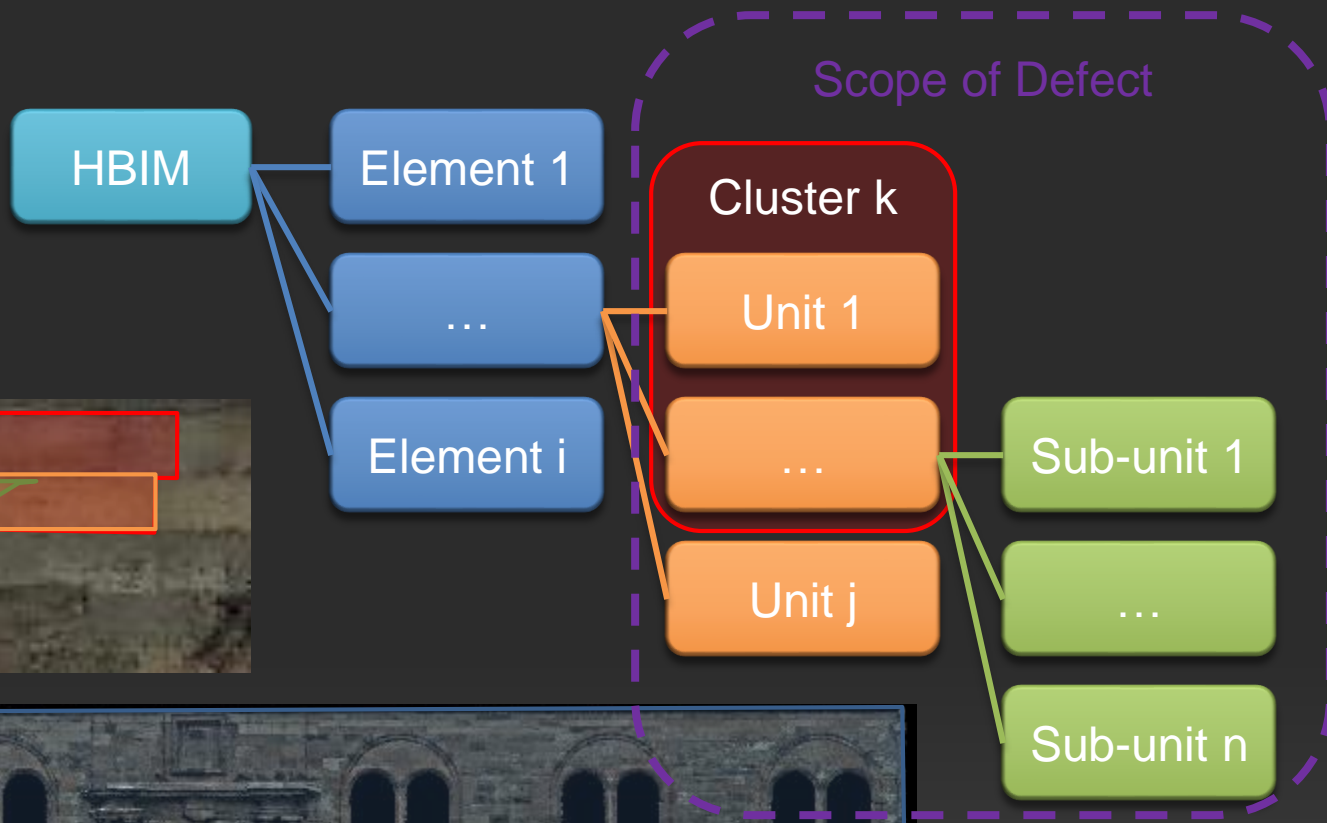 Scope of Defect
HBIM
Element 1
Cluster k
…
Unit 1
Element i
…
Sub-unit 1
Unit j
…
Sub-unit n